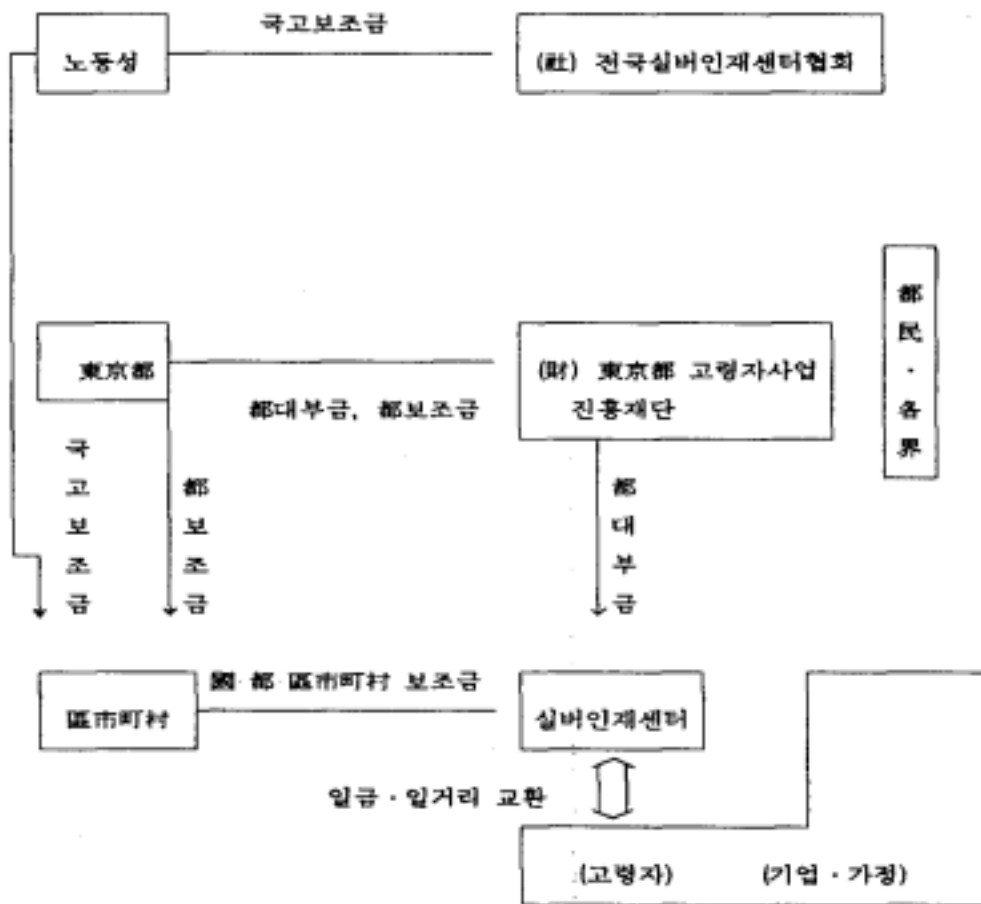 국고보조금
노동성
(社) 전국실버인재센터협회
都民·各界
東京都
(財) 東京都 고령자사업
진흥재단
都대부금, 都보조금
국고보조금
都보조금
都대부금
國·都·區市町村 보조금
區市町村
실버인재센터
임금·일거리 교환
(고령자)
(기업·가정)